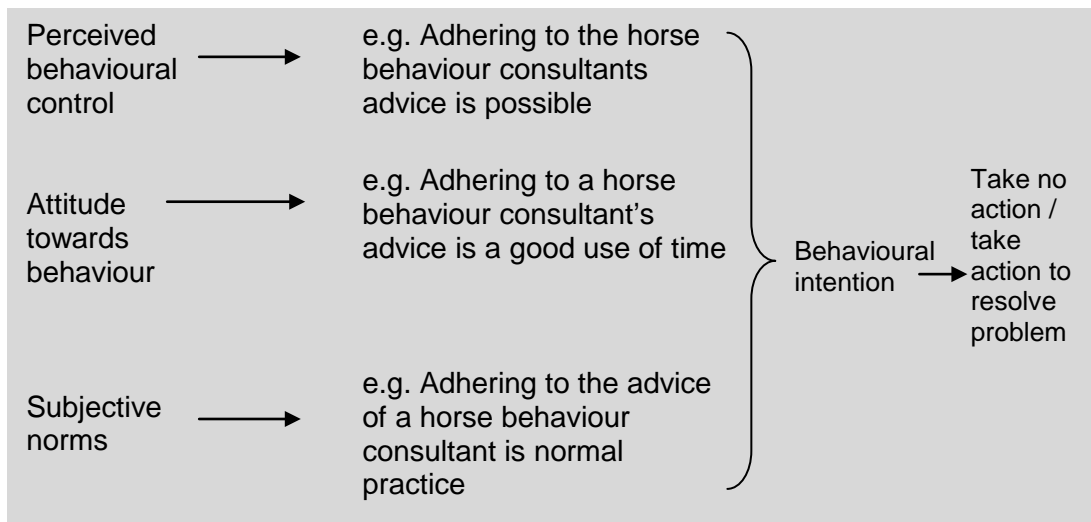 Perceived
behavioural
control
e.g. Adhering to the horse
behaviour consultants
advice is possible
Attitude
towards
behaviour
e.g. Adhering to a horse
behaviour consultant’s
advice is a good use of time
Subjective
norms
e.g. Adhering to the advice
of a horse behaviour
consultant is normal
practice
Behavioural
intention
Take no
action /
take
action to
resolve
problem